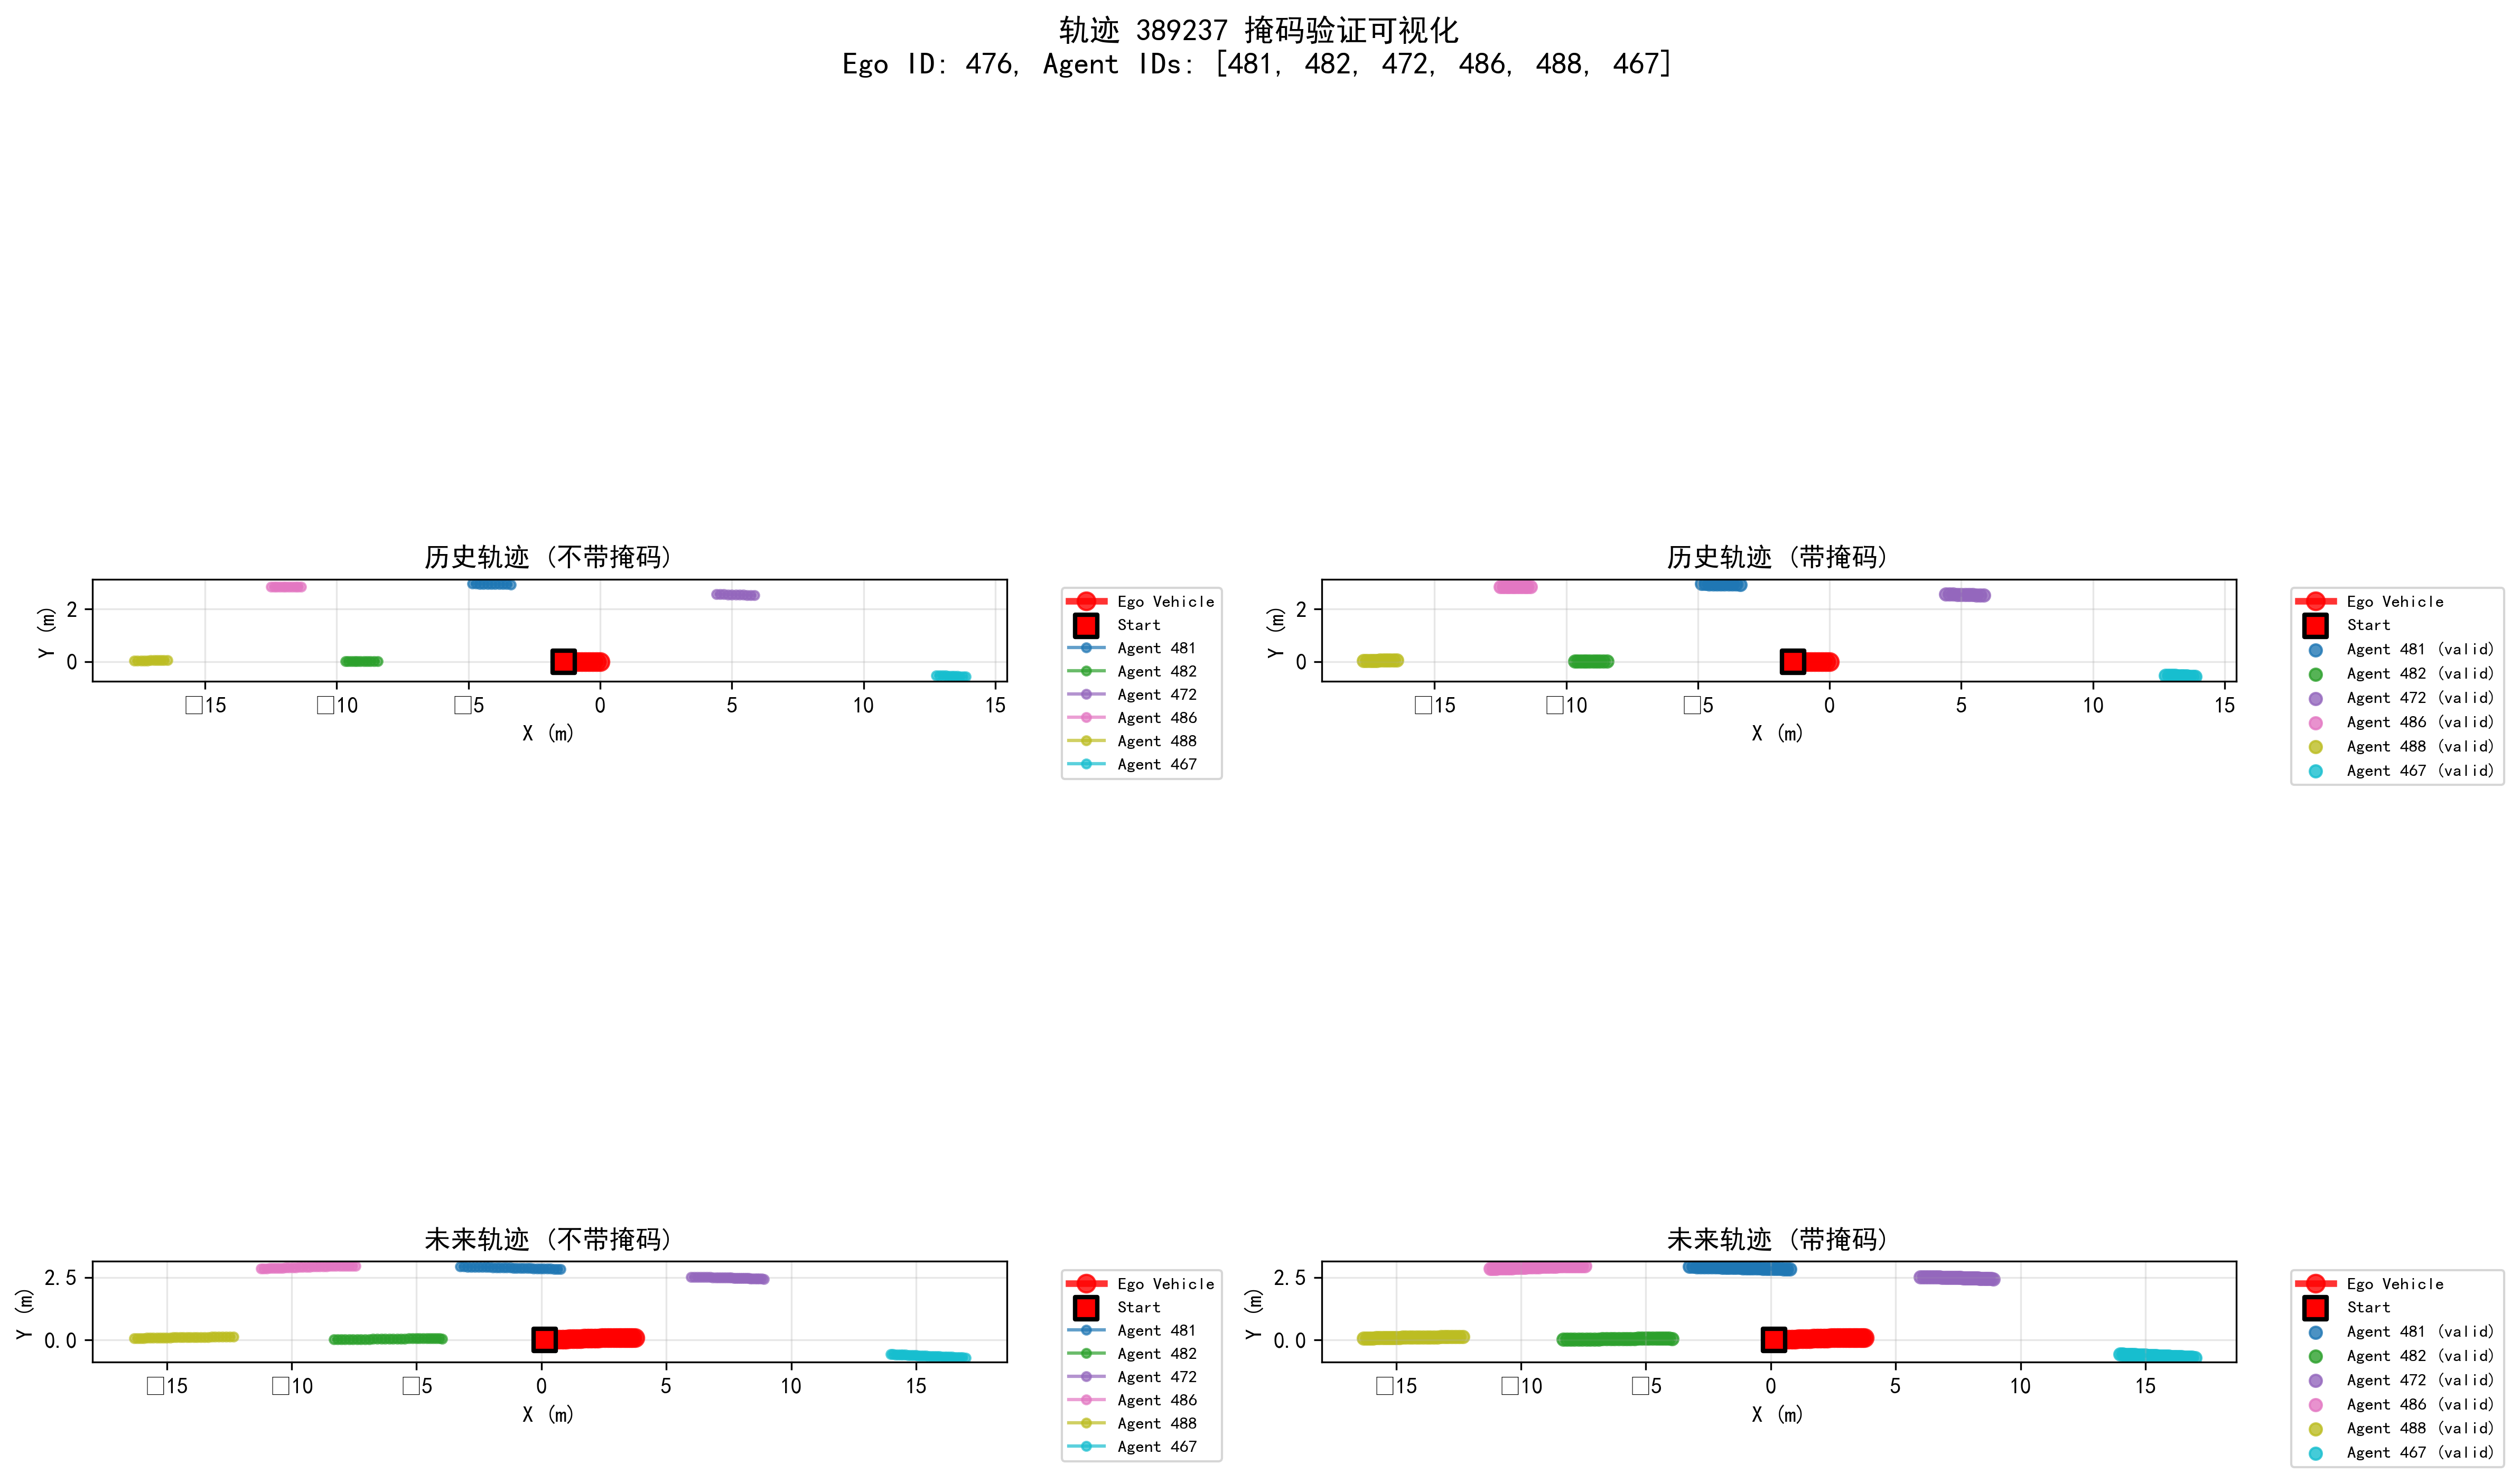 轨迹 389237 掩码验证可视化
Ego ID: 476, Agent IDs: [481, 482, 472, 486, 488, 467]
历史轨迹 (不带掩码)
Y (m)
2
0
□15 □10 □5 0 5 10 15
X (m)
Ego Vehicle
Start
Agent 481
Agent 482
Agent 472
Agent 486
Agent 488
Agent 467
历史轨迹 (带掩码)
Y (m)
2
0
□15 □10 □5 0 5 10 15
X (m)
Ego Vehicle
Start
Agent 481 (valid)
Agent 482 (valid)
Agent 472 (valid)
Agent 486 (valid)
Agent 488 (valid)
Agent 467 (valid)
未来轨迹 (不带掩码)
Y (m)
2.5
0.0
□15 □10 □5 0 5 10 15
X (m)
Ego Vehicle
Start
Agent 481
Agent 482
Agent 472
Agent 486
Agent 488
Agent 467
未来轨迹 (带掩码)
Y (m)
2.5
0.0
□15 □10 □5 0 5 10 15
X (m)
Ego Vehicle
Start
Agent 481 (valid)
Agent 482 (valid)
Agent 472 (valid)
Agent 486 (valid)
Agent 488 (valid)
Agent 467 (valid)